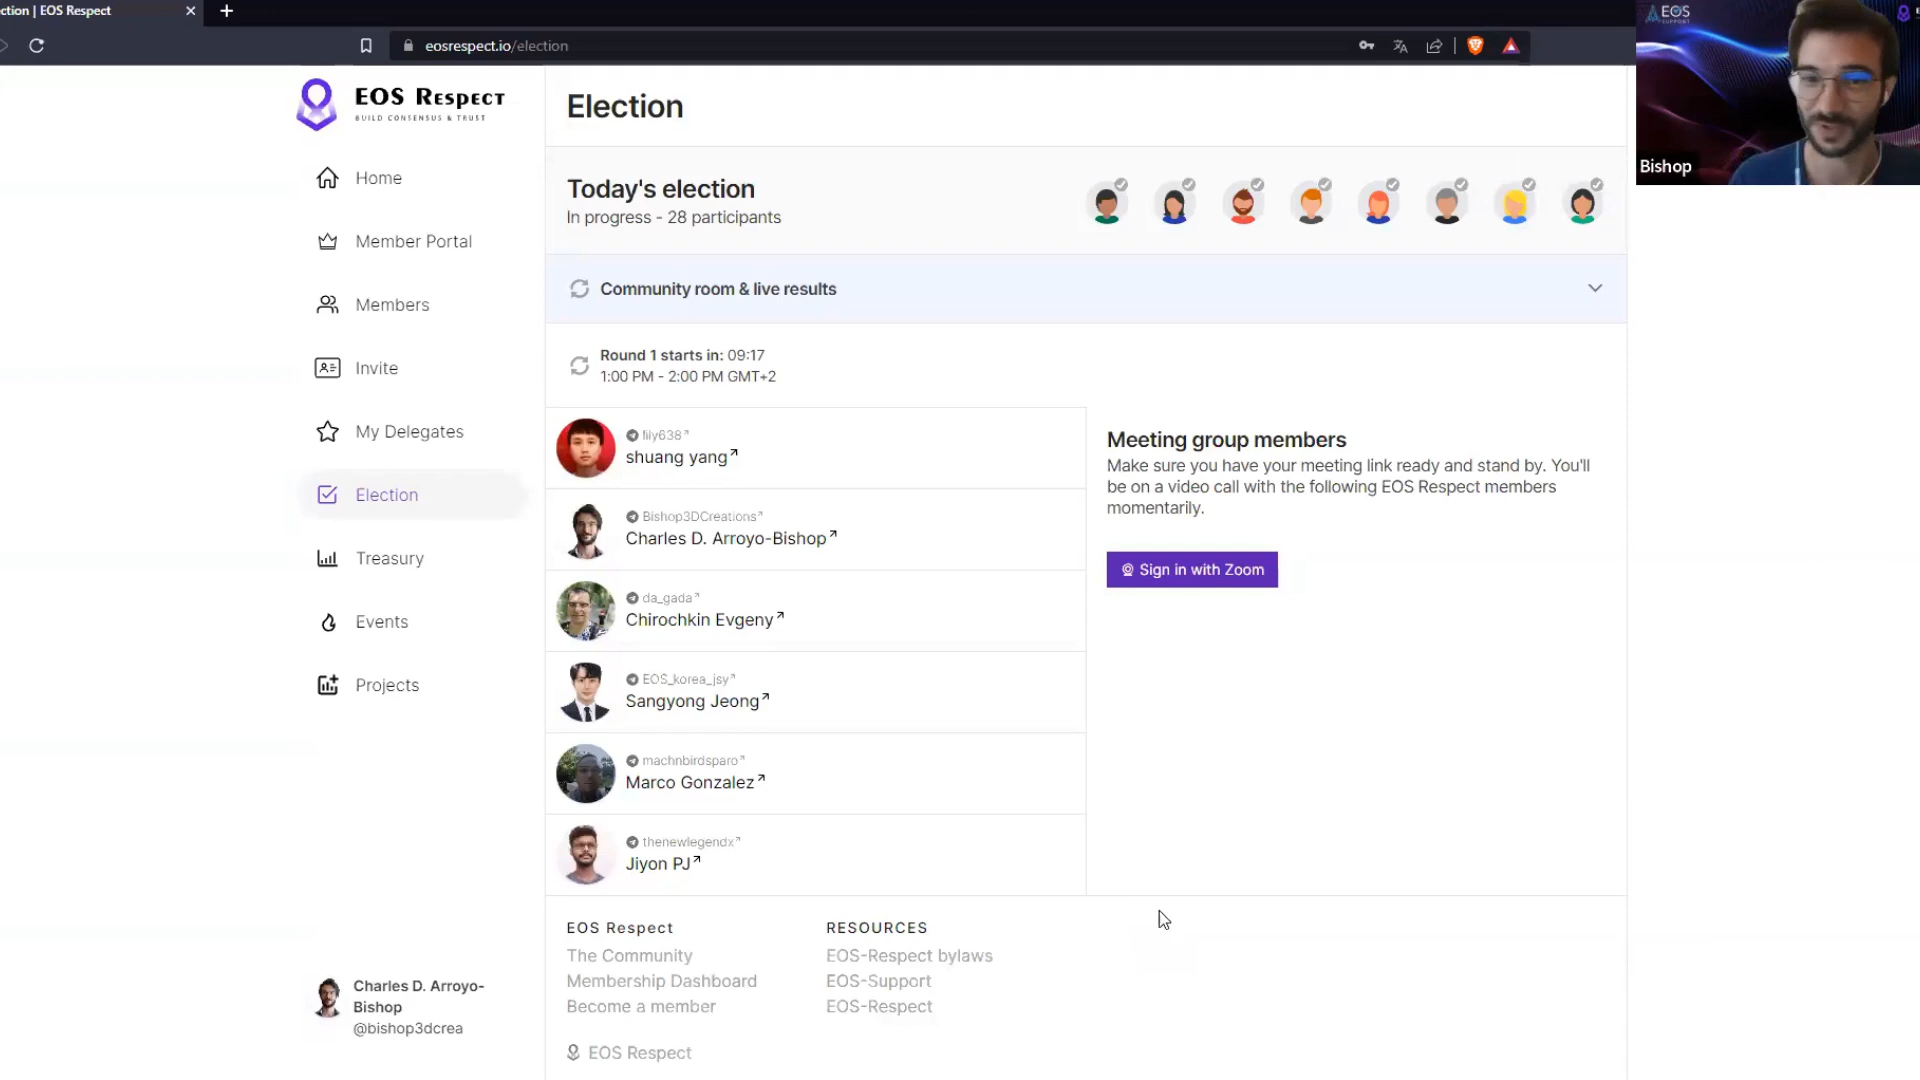 ction | EOS Respect
eosrespect.io/election
EOS
Bishop
EOS RESPECT
BUILD CONSENSUS & TRUST
Home
Member Portal
Members
Invite
My Delegates
Election
Treasury
Events
Projects
Charles D. Arroyo-
Bishop
@bishop3dcrea
Election
Today's election
In progress - 28 participants
Community room & live results
Round 1 starts in: 09:17
1:00 PM - 2:00 PM GMT+2
lily638
shuang yang
Bishop3DCreations
Charles D. Arroyo-Bishop
da_gada
Chirochkin Evgeny
EOS_korea_jsy
Sangyong Jeong
machnbirdsparo
Marco Gonzalez
thenewlegendx
Jiyon PJ
Meeting group members
Make sure you have your meeting link ready and stand by. You'll
be on a video call with the following EOS Respect members
momentarily.
Sign in with Zoom
EOS Respect
The Community
Membership Dashboard
Become a member
RESOURCES
EOS-Respect bylaws
EOS-Support
EOS-Respect
EOS Respect